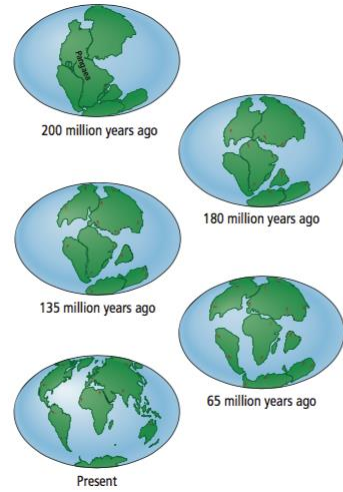 Pangaea
200 million years ago
180 million years ago
135 million years ago
65 million years ago
Present